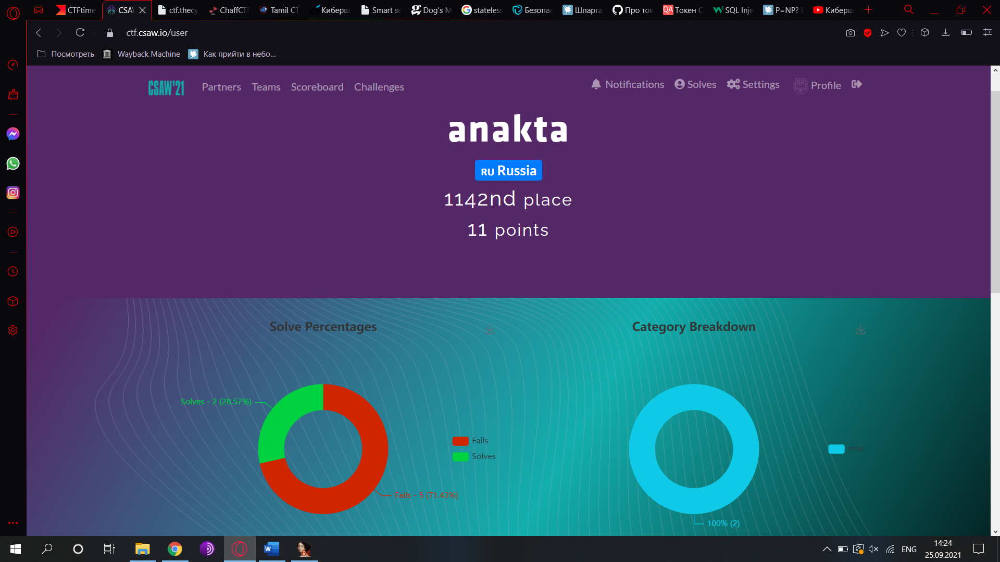 CTFtime
CSAW
ctf.thecy
ChaffCT
Tamil CT
Киберш
Smart se
Dog's M
stateless
Безопас
Шпарга
Про ток
Токен С
SQL Inje
P=NP?
Киберш
ctf.csaw.io/user
Посмотреть
Wayback Machine
Как прийти в небо...
CSAW'21
Partners
Teams
Scoreboard
Challenges
Notifications
Solves
Settings
Profile
anakta
RU Russia
1142nd place
11 points
Solve Percentages
Category Breakdown
Solves - 2 (28.57%)
Fails
Solves
misc
Fails - 5 (71.43%)
100% (2)
ENG
14:24
25.09.2021